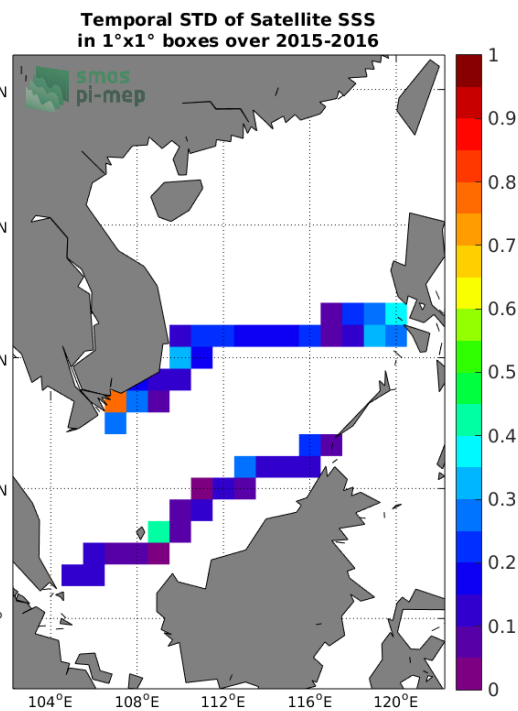 Temporal STD of Satellite SSS
in 1°x1° boxes over 2015-2016
smos
pi-mep
N
N
N
N
°
1
0.9
0.8
0.7
0.6
0.5
0.4
0.3
0.2
0.1
0
104°E 108°E 112°E 116°E 120°E